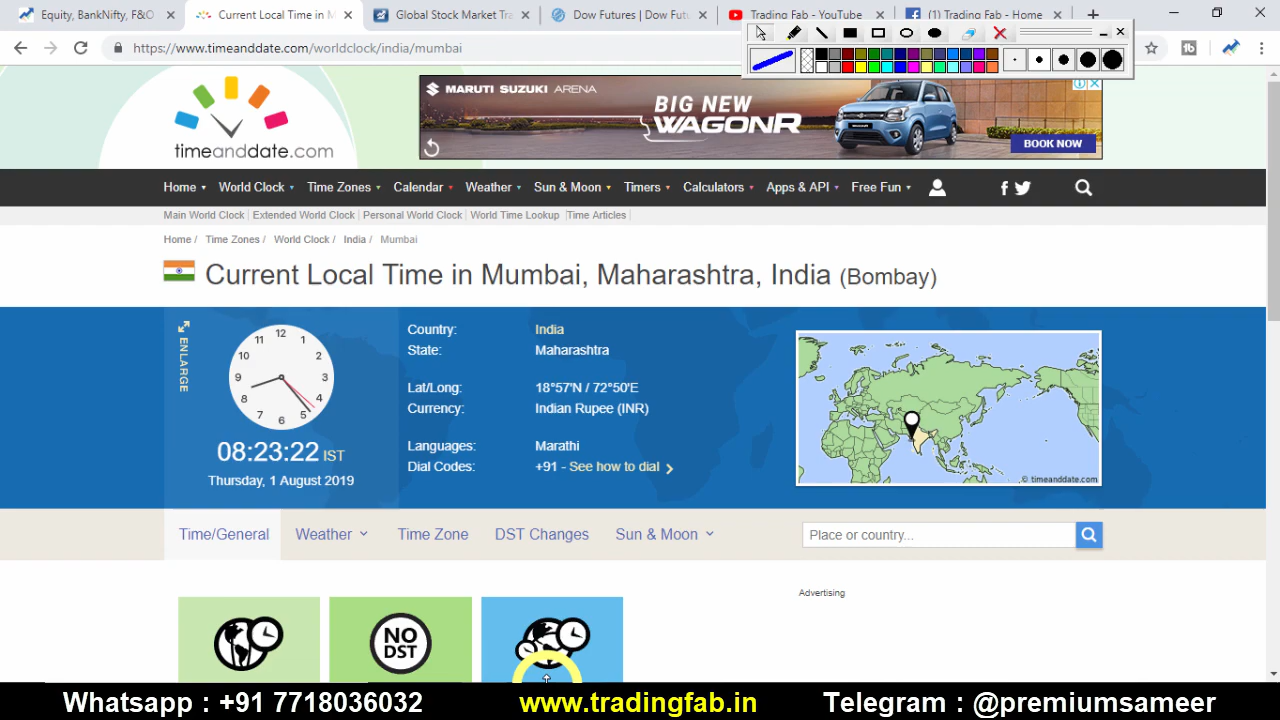 Equity, BankNifty, F&O
Current Local Time in M
Global Stock Market Tra
Dow Futures | Dow Futu
Trading Fab - YouTube
(1) Trading Fab - Home
https://www.timeanddate.com/worldclock/india/mumbai
timeanddate.com
MARUTI SUZUKI ARENA
BIG NEW
WAGONR
BOOK NOW
Home World Clock Time Zones Calendar Weather Sun & Moon Timers Calculators Apps & API Free Fun
Main World Clock Extended World Clock Personal World Clock World Time Lookup Time Articles
Home / Time Zones / World Clock / India / Mumbai
Current Local Time in Mumbai, Maharashtra, India (Bombay)
ENLARGE
12 1 2 3 4 5 6 7 8 9 10 11
08:23:22 IST
Thursday, 1 August 2019
Country: India
State: Maharashtra
Lat/Long: 18°57'N / 72°50'E
Currency: Indian Rupee (INR)
Languages: Marathi
Dial Codes: +91 - See how to dial
© timeanddate.com
Time/General Weather Time Zone DST Changes Sun & Moon
Place or country...
Advertising
NO
DST
Whatsapp : +91 7718036032 www.tradingfab.in Telegram : @premiumsameer